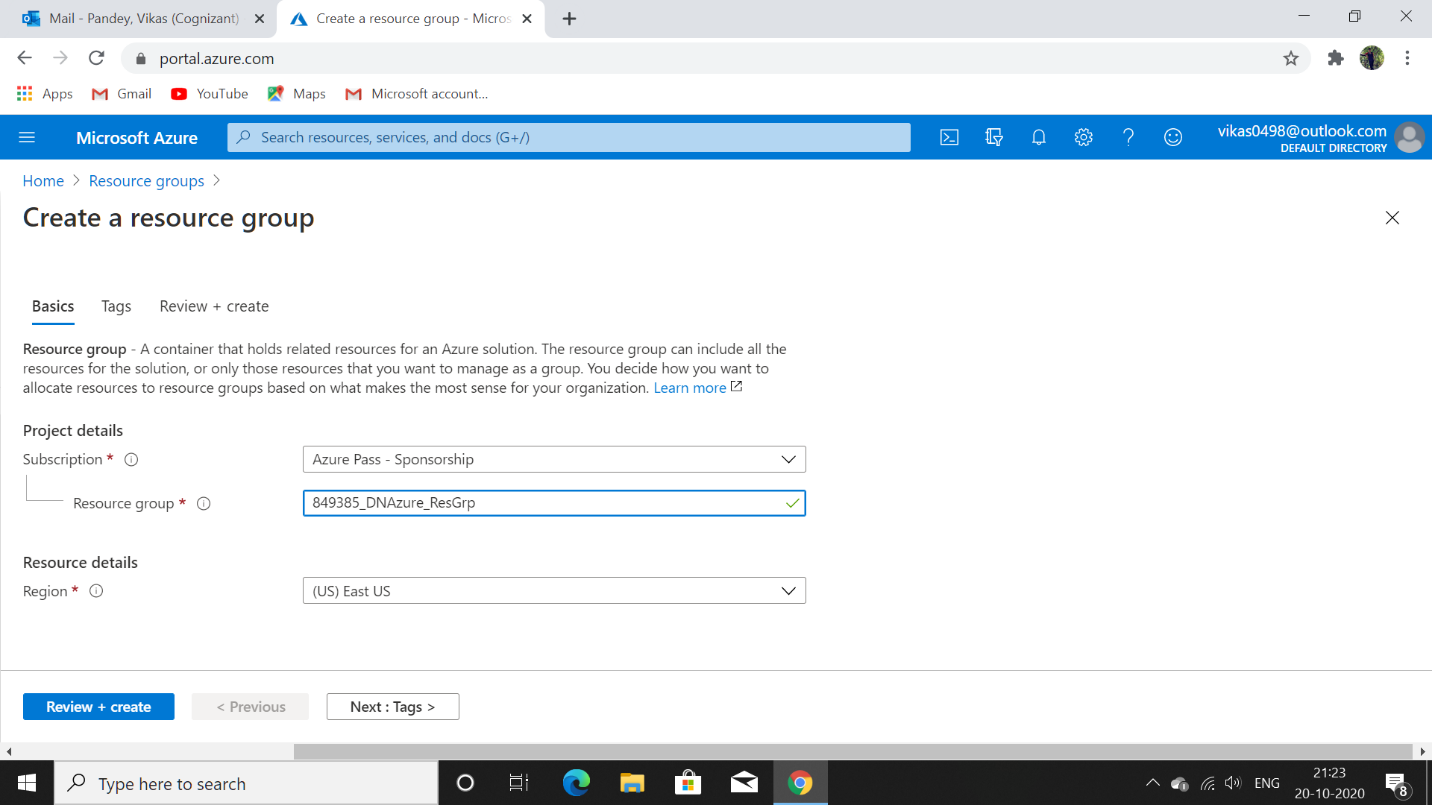 Mail - Pandey, Vikas (Cognizant)
Create a resource group - Micros
portal.azure.com
Apps
Gmail
YouTube
Maps
Microsoft account...
Microsoft Azure
Search resources, services, and docs (G+/)
vikas0498@outlook.com
DEFAULT DIRECTORY
Home > Resource groups >
Create a resource group
Basics
Tags
Review + create
Resource group - A container that holds related resources for an Azure solution. The resource group can include all the
resources for the solution, or only those resources that you want to manage as a group. You decide how you want to
allocate resources to resource groups based on what makes the most sense for your organization. Learn more
Project details
Subscription *
Azure Pass - Sponsorship
Resource group *
849385_DNAzure_ResGrp
Resource details
Region *
(US) East US
Review + create
< Previous
Next : Tags >
Type here to search
ENG
21:23
20-10-2020
8